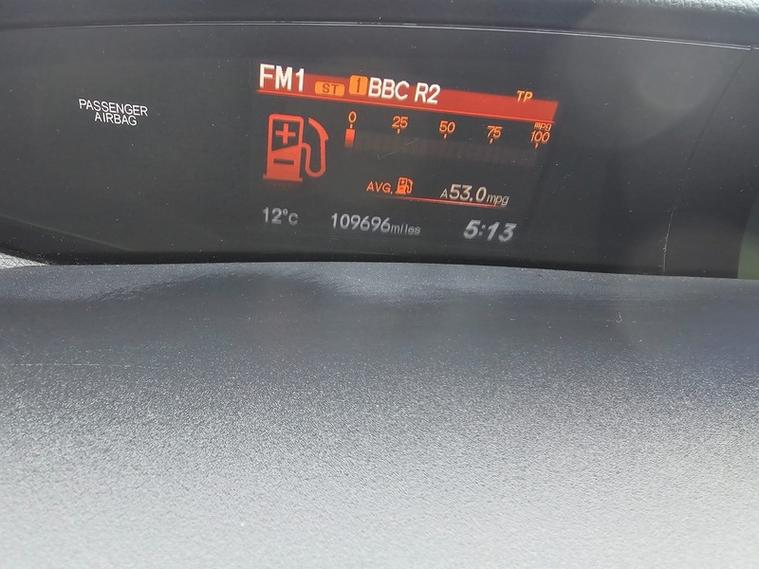 FM1 ST i BBC R2 TP
PASSENGER
AIRBAG
0 25 50 75 mpg
100
AVG. A53.0mpg
12°C 109696miles 5:13